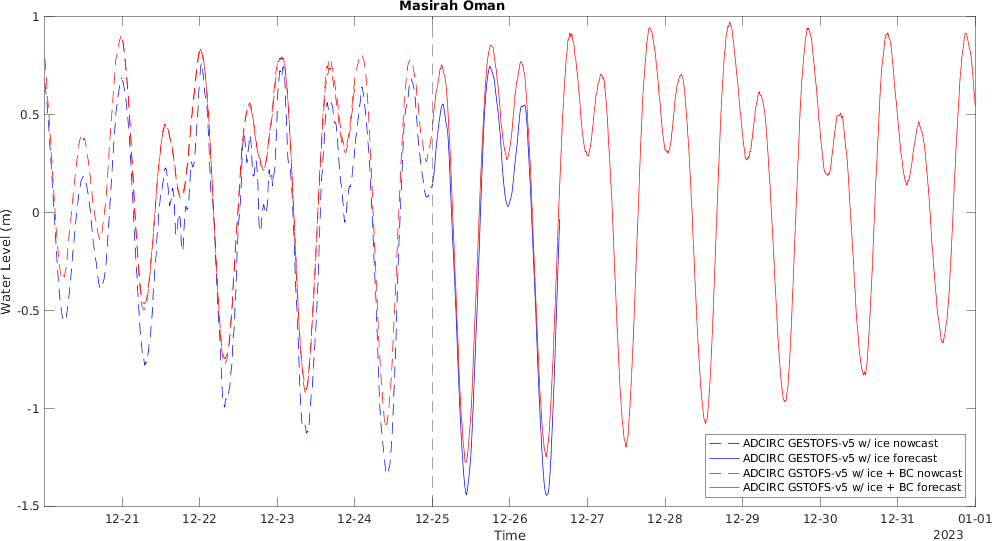 Masirah Oman
Water Level (m)
1
0.5
0
-0.5
-1
-1.5
12-21 12-22 12-23 12-24 12-25 12-26 12-27 12-28 12-29 12-30 12-31 01-01
Time
2023
ADCIRC GESTOFS-v5 w/ ice nowcast
ADCIRC GESTOFS-v5 w/ ice forecast
ADCIRC GSTOFS-v5 w/ ice + BC nowcast
ADCIRC GSTOFS-v5 w/ ice + BC forecast